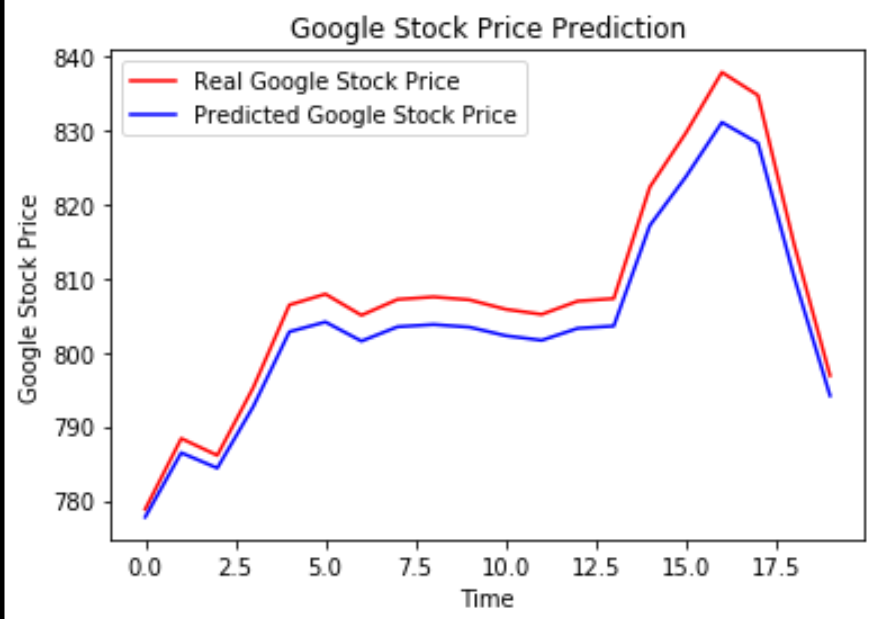 Google Stock Price Prediction
Real Google Stock Price
Predicted Google Stock Price
Google Stock Price
840
830
820
810
800
790
780
0.0 2.5 5.0 7.5 10.0 12.5 15.0 17.5
Time